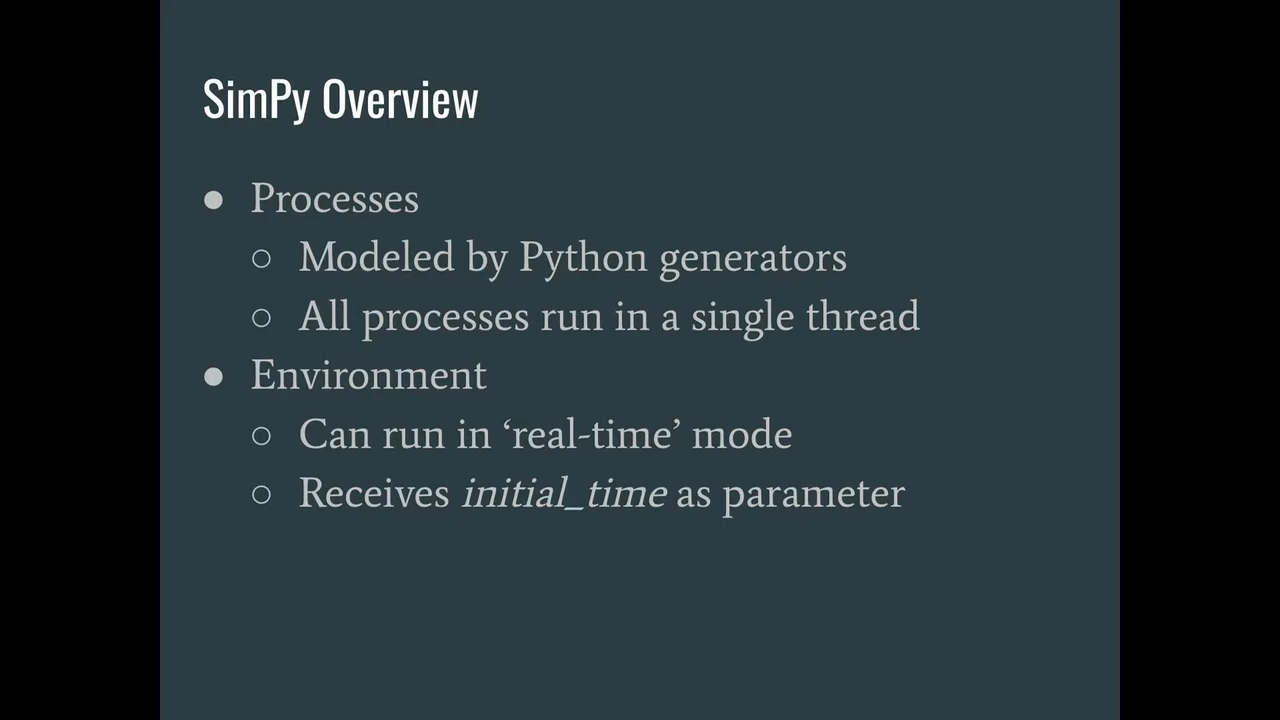 SimPy Overview
● Processes
○ Modeled by Python generators
○ All processes run in a single thread
● Environment
○ Can run in ‘real-time’ mode
○ Receives initial_time as parameter